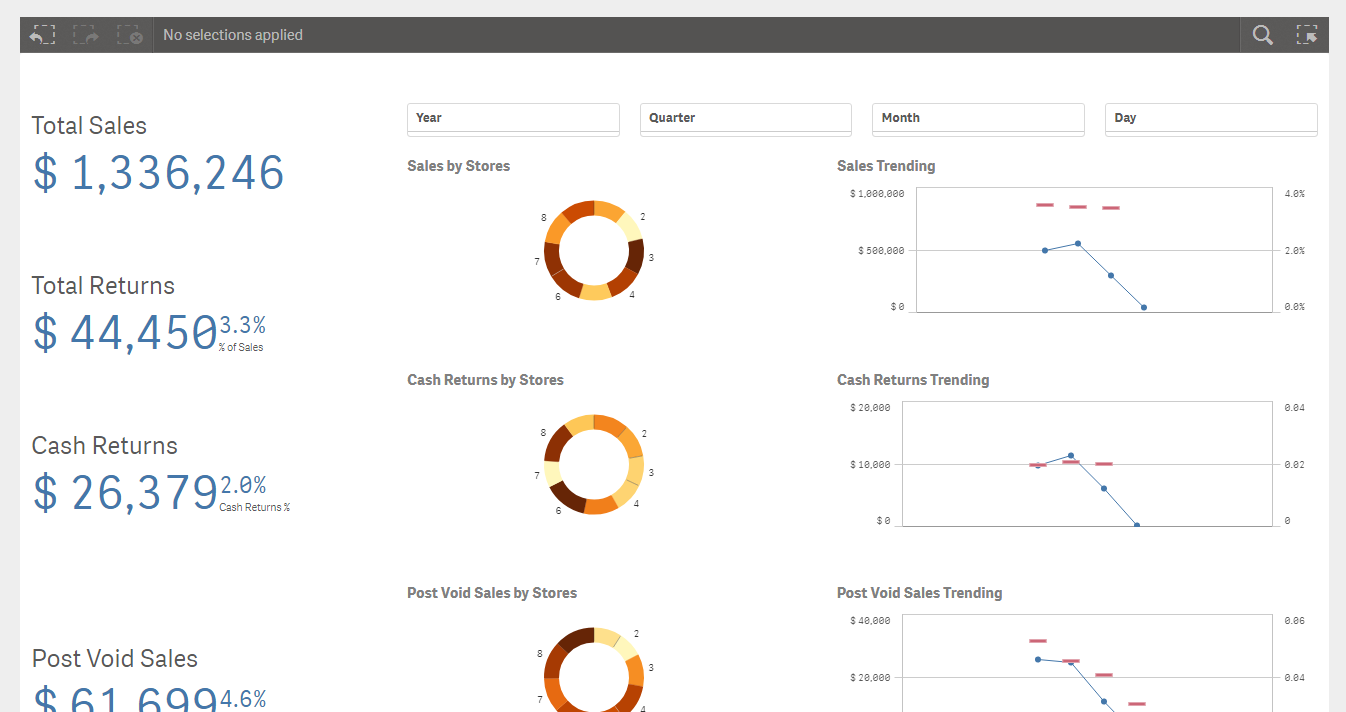 No selections applied
Total Sales
$ 1,336,246
Total Returns
$ 44,450
3.3%
% of Sales
Cash Returns
$ 26,379
2.0%
Cash Returns %
Post Void Sales
$ 61,699
4.6%
Year
Quarter
Month
Day
Sales by Stores
8
2
7
3
6
4
Sales Trending
$ 1,000,000
4.0%
$ 500,000
2.0%
$ 0
0.0%
Cash Returns by Stores
8
2
7
3
6
4
Cash Returns Trending
$ 20,000
0.04
$ 10,000
0.02
$ 0
0
Post Void Sales by Stores
8
2
7
3
4
Post Void Sales Trending
$ 40,000
0.06
$ 20,000
0.04